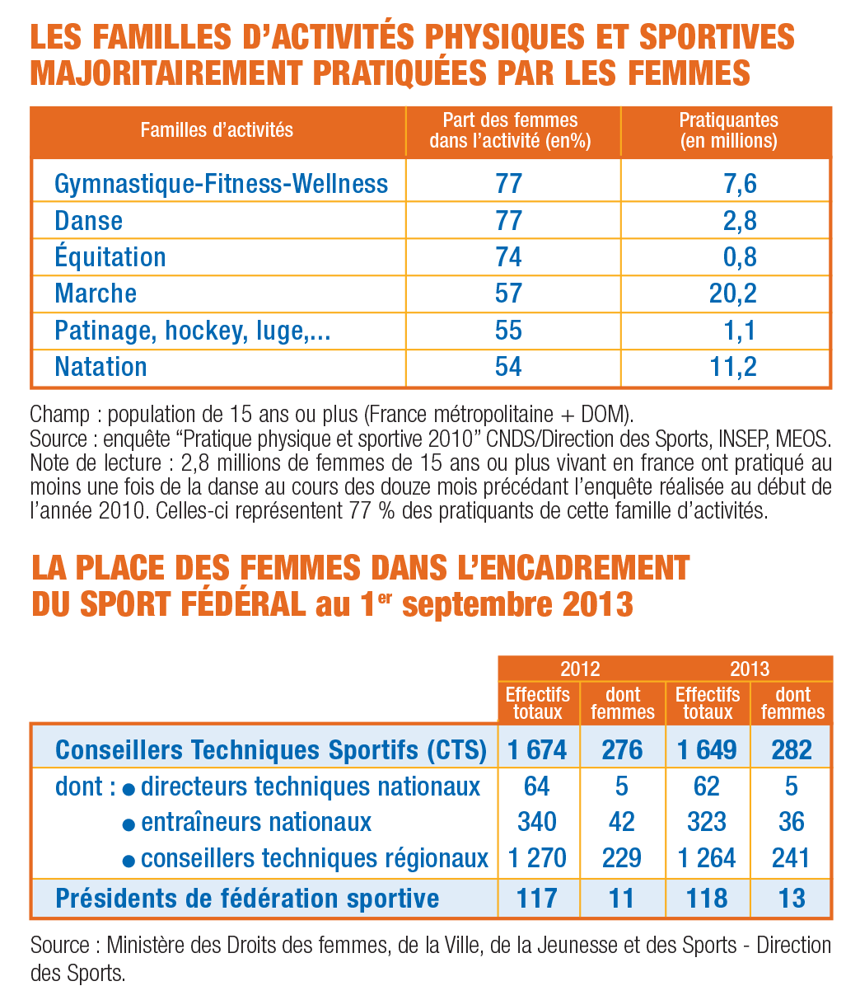 LES FAMILLES D’ACTIVITÉS PHYSIQUES ET SPORTIVES
MAJORITAIREMENT PRATIQUÉES PAR LES FEMMES
Familles d’activités
Part des femmes
dans l’activité (en%)
Pratiquantes
(en millions)
Gymnastique-Fitness-Wellness 77 7,6
Danse 77 2,8
Équitation 74 0,8
Marche 57 20,2
Patinage, hockey, luge,... 55 1,1
Natation 54 11,2
Champ : population de 15 ans ou plus (France métropolitaine + DOM).
Source : enquête “Pratique physique et sportive 2010” CNDS/Direction des Sports, INSEP, MEOS.
Note de lecture : 2,8 millions de femmes de 15 ans ou plus vivant en france ont pratiqué au
moins une fois de la danse au cours des douze mois précédant l’enquête réalisée au début de
l’année 2010. Celles-ci représentent 77 % des pratiquants de cette famille d’activités.
LA PLACE DES FEMMES DANS L’ENCADREMENT
DU SPORT FÉDÉRAL au 1er septembre 2013
2012 2013
Effectifs
totaux
dont
femmes
Effectifs
totaux
dont
femmes
Conseillers Techniques Sportifs (CTS) 1 674 276 1 649 282
dont : ● directeurs techniques nationaux 64 5 62 5
● entraîneurs nationaux 340 42 323 36
● conseillers techniques régionaux 1 270 229 1 264 241
Présidents de fédération sportive 117 11 118 13
Source : Ministère des Droits des femmes, de la Ville, de la Jeunesse et des Sports - Direction
des Sports.